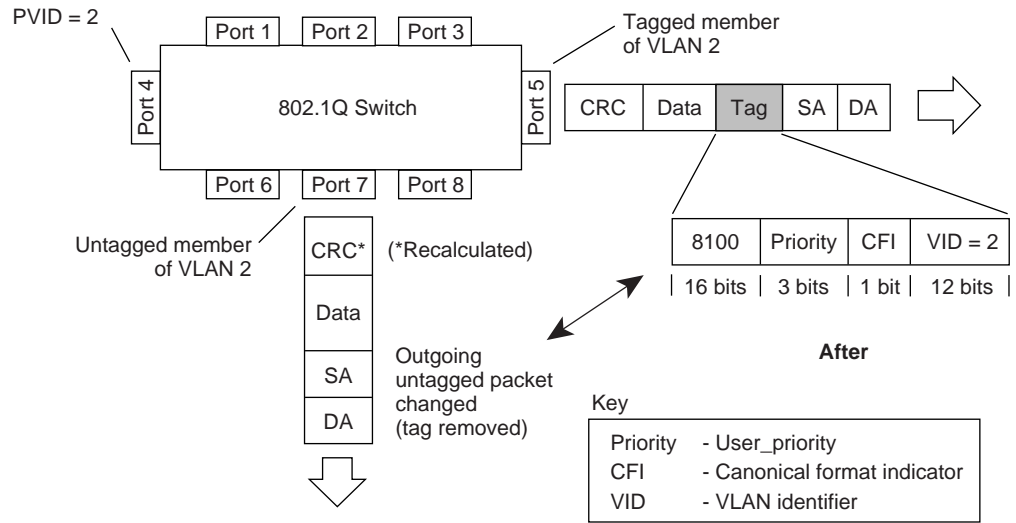 PVID = 2
Port 1
Port 2
Port 3
Tagged member
of VLAN 2
Port 4
802.1Q Switch
Port 5
CRC
Data
Tag
SA
DA
Port 6
Port 7
Port 8
Untagged member
of VLAN 2
CRC*
(*Recalculated)
Data
SA
DA
Outgoing
untagged packet
changed
(tag removed)
8100
Priority
CFI
VID = 2
16 bits
3 bits
1 bit
12 bits
After
Key
Priority - User_priority
CFI - Canonical format indicator
VID - VLAN identifier